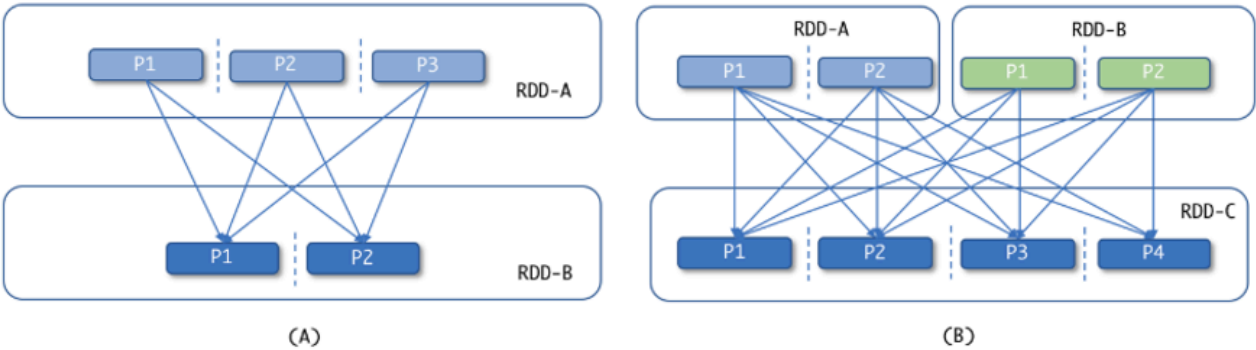 P1 P2 P3
RDD-A
P1 P2
RDD-B
(A)
RDD-A RDD-B
P1 P2 P1 P2
RDD-C
P1 P2 P3 P4
(B)